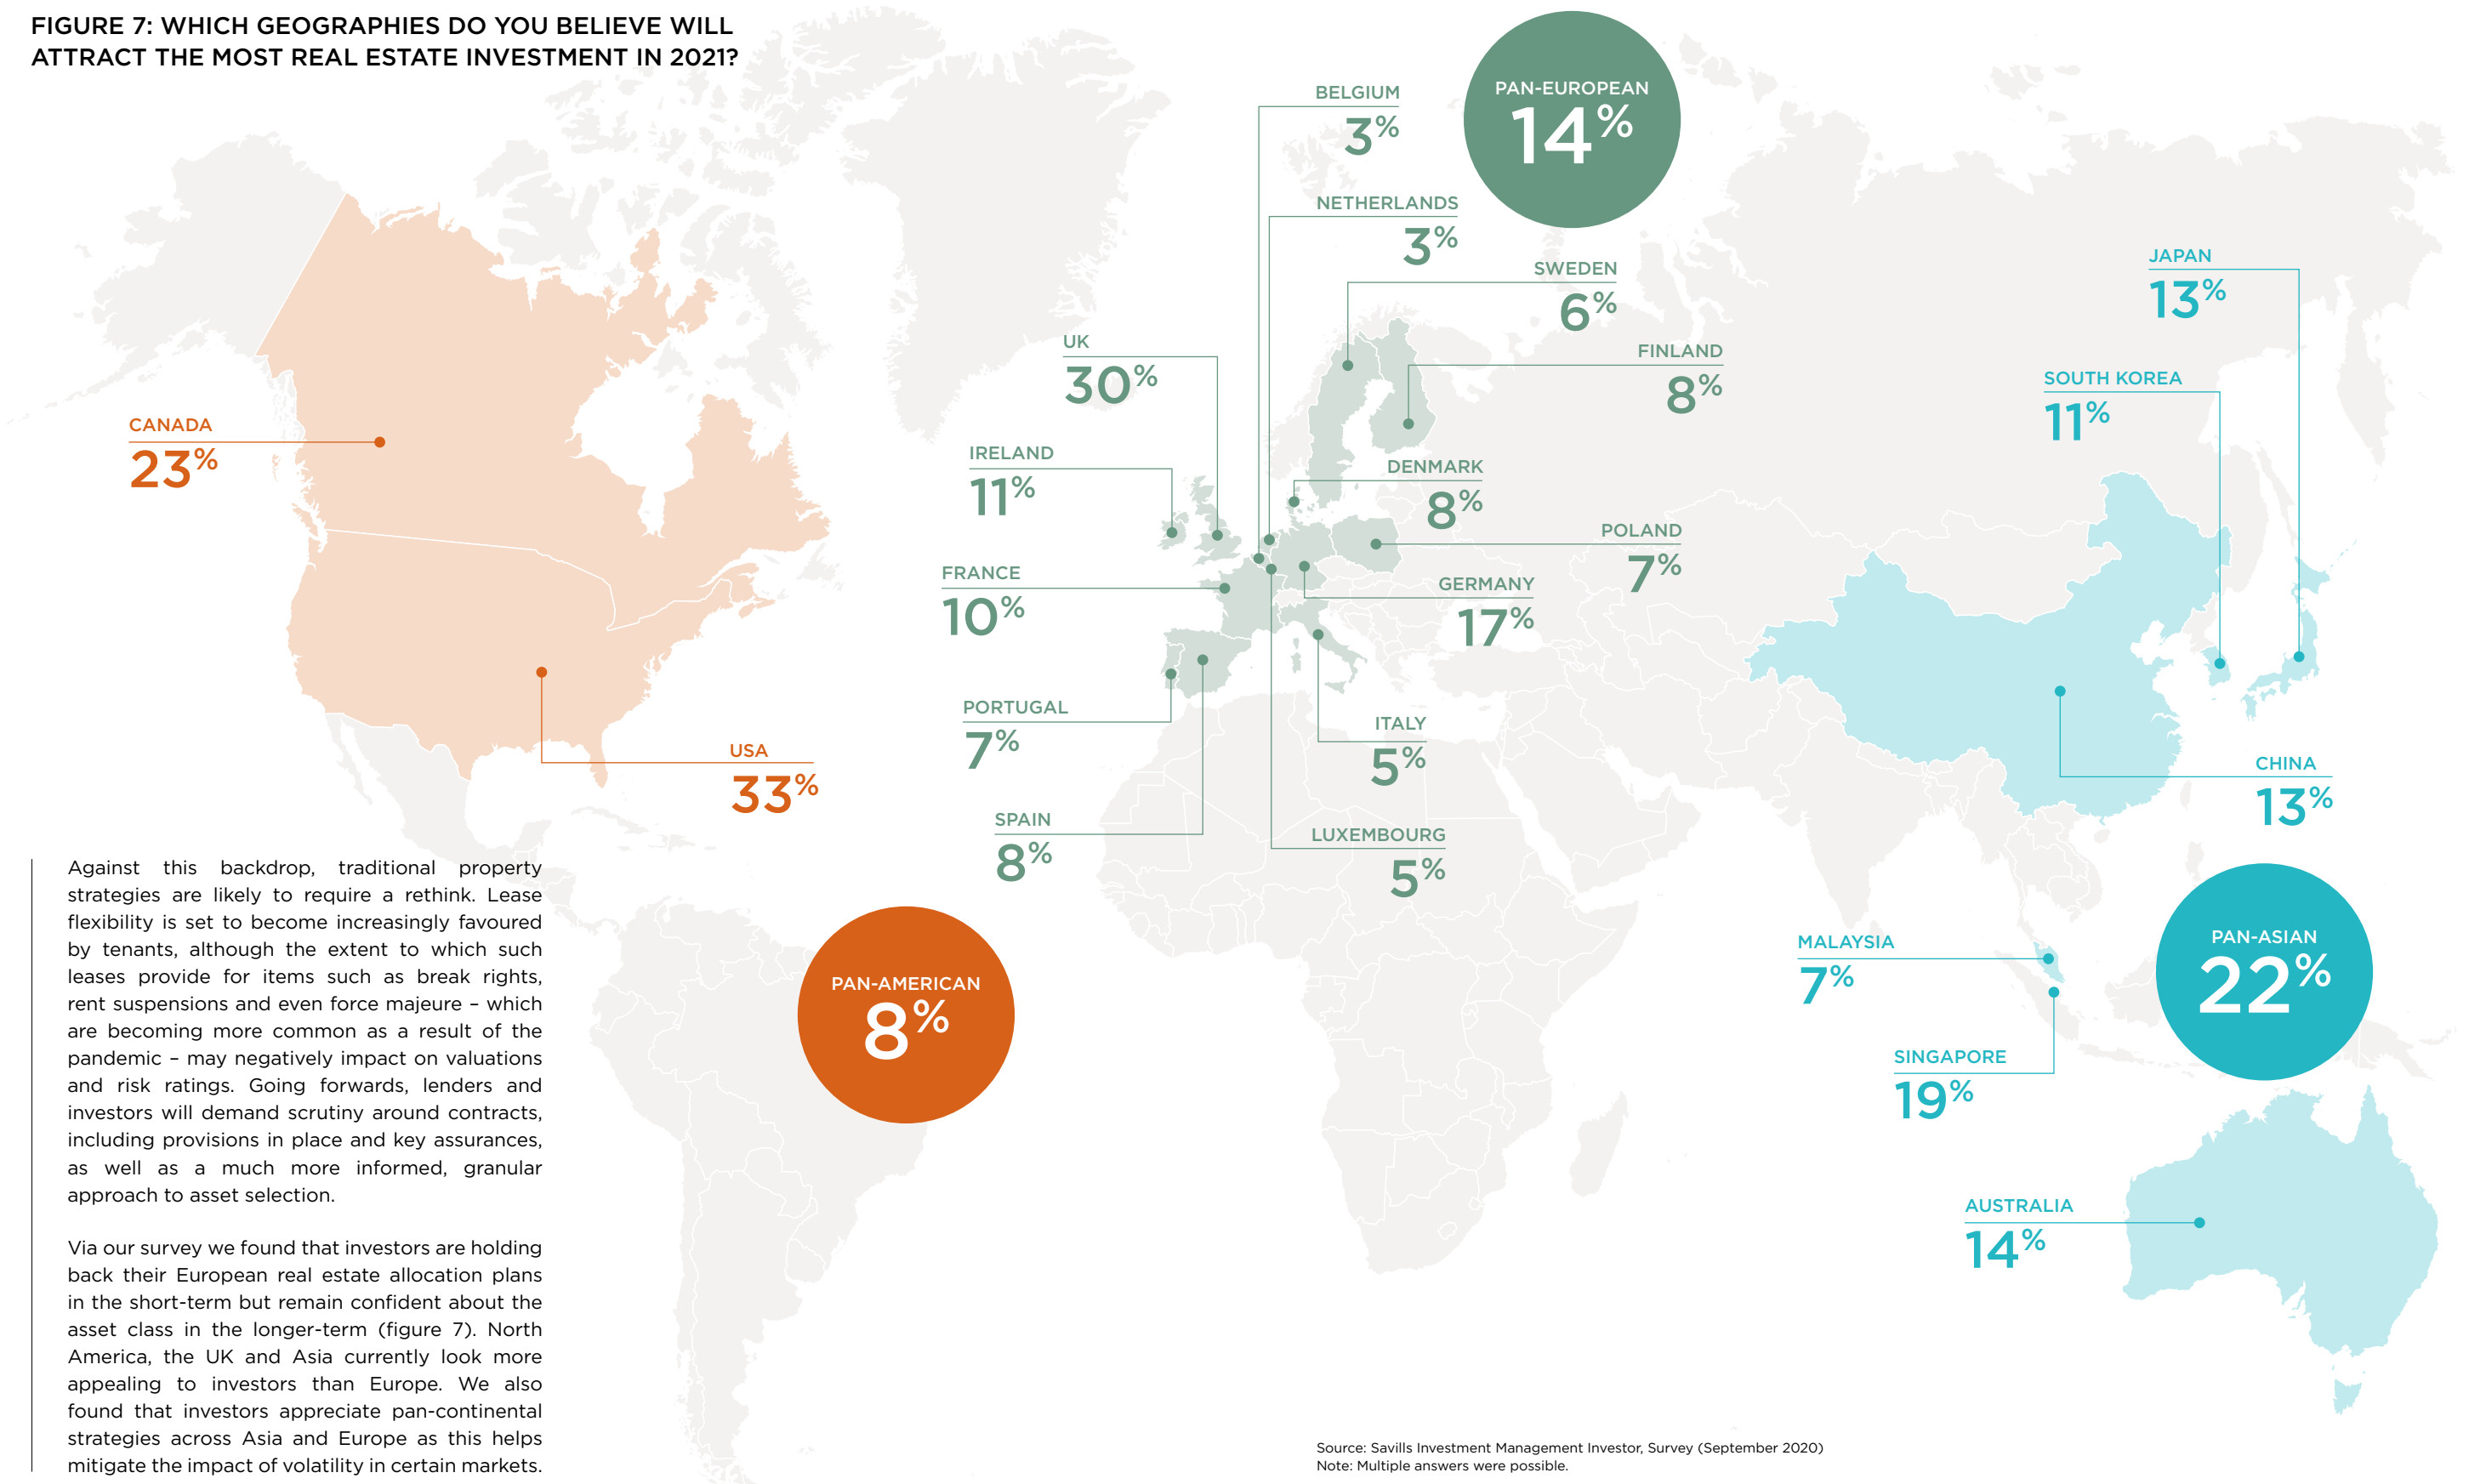 FIGURE 7: WHICH GEOGRAPHIES DO YOU BELIEVE WILL
ATTRACT THE MOST REAL ESTATE INVESTMENT IN 2021?
PAN-EUROPEAN
14%
BELGIUM
3%
NETHERLANDS
3%
SWEDEN
6%
FINLAND
8%
UK
30%
IRELAND
11%
DENMARK
8%
POLAND
7%
FRANCE
10%
GERMANY
17%
PORTUGAL
7%
ITALY
5%
SPAIN
8%
LUXEMBOURG
5%
CANADA
23%
USA
33%
PAN-AMERICAN
8%
JAPAN
13%
SOUTH KOREA
11%
CHINA
13%
PAN-ASIAN
22%
MALAYSIA
7%
SINGAPORE
19%
AUSTRALIA
14%
Against this backdrop, traditional property
strategies are likely to require a rethink. Lease
flexibility is set to become increasingly favoured
by tenants, although the extent to which such
leases provide for items such as break rights,
rent suspensions and even force majeure – which
are becoming more common as a result of the
pandemic – may negatively impact on valuations
and risk ratings. Going forwards, lenders and
investors will demand scrutiny around contracts,
including provisions in place and key assurances,
as well as a much more informed, granular
approach to asset selection.
Via our survey we found that investors are holding
back their European real estate allocation plans
in the short-term but remain confident about the
asset class in the longer-term (figure 7). North
America, the UK and Asia currently look more
appealing to investors than Europe. We also
found that investors appreciate pan-continental
strategies across Asia and Europe as this helps
mitigate the impact of volatility in certain markets.
Source: Savills Investment Management Investor, Survey (September 2020)
Note: Multiple answers were possible.